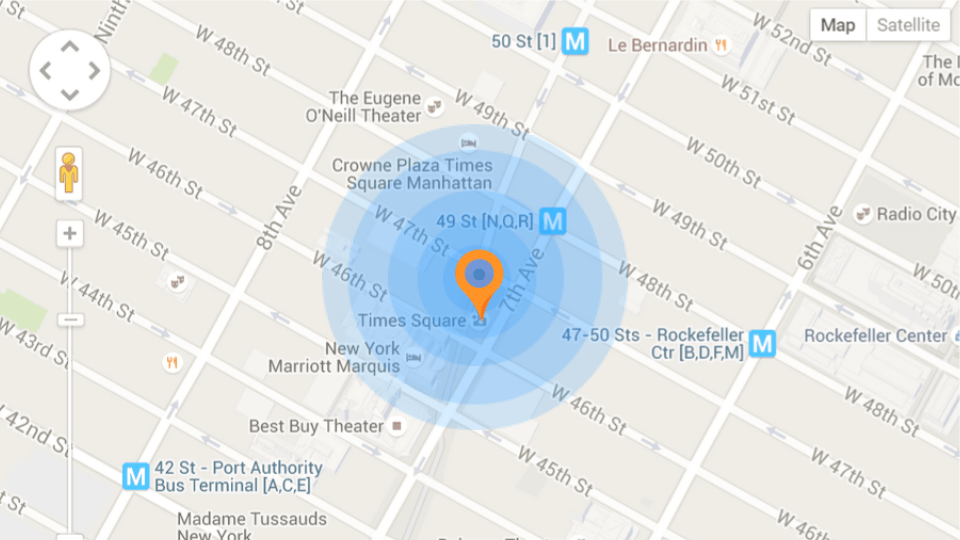 Ninth
W 48th St
50 St [1]
M
Le Bernardin
W 52nd St
Map
Satellite
The
of Mo
W 47th St
The Eugene
O'Neill Theater
W 49th St
W 51st St
W 46th St
Crowne Plaza Times
Square Manhattan
W 50th St
8th Ave
W 47th St
49 St [N,Q,R]
M
W 49th St
6th Ave
Radio City
W 45th St
W 46th St
7th Ave
W 48th St
W 50th
W 44th St
Times Square
W 43rd St
New York
Marriott Marquis
47-50 Sts - Rockefeller
Ctr [B,D,F,M]
M
Rockefeller Center
42nd St
Best Buy Theater
W 46th St
W 48th St
M
42 St - Port Authority
Bus Terminal [A,C,E]
W 45th St
W 47th St
st St
Madame Tussauds
New York
W 46th